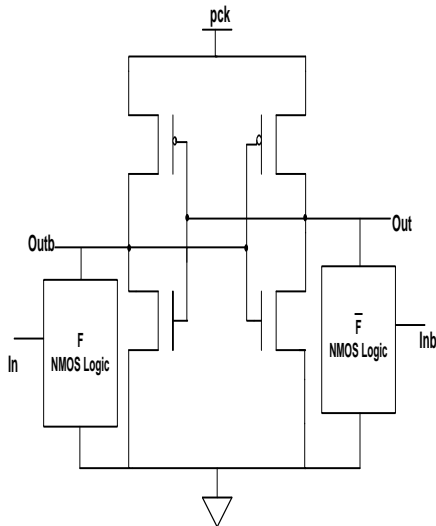 pck
Out
Outb
F
NMOS Logic
F̅
NMOS Logic
In
Inb